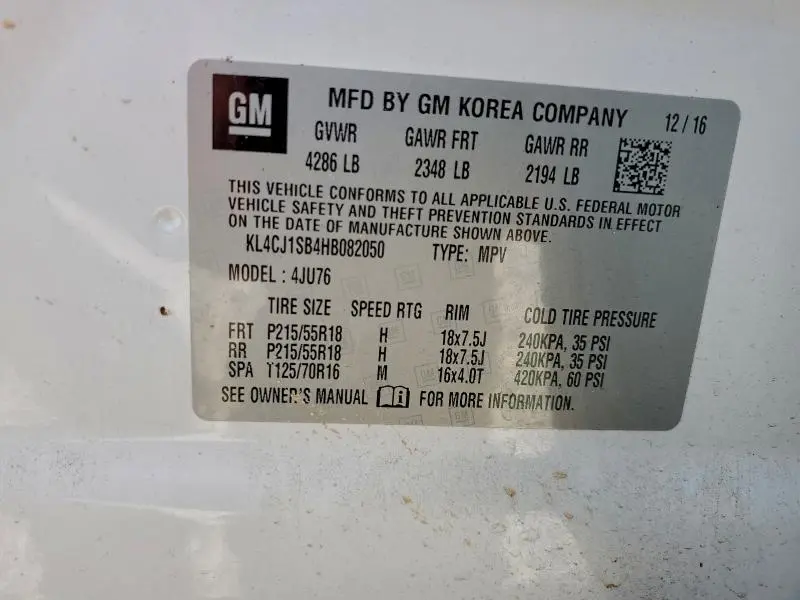 GM MFD BY GM KOREA COMPANY 12 / 16
GVWR GAWR FRT GAWR RR
4286 LB 2348 LB 2194 LB
THIS VEHICLE CONFORMS TO ALL APPLICABLE U.S. FEDERAL MOTOR
VEHICLE SAFETY AND THEFT PREVENTION STANDARDS IN EFFECT
ON THE DATE OF MANUFACTURE SHOWN ABOVE.
KL4CJ1SB4HB082050 TYPE: MPV
MODEL : 4JU76
TIRE SIZE SPEED RTG RIM COLD TIRE PRESSURE
FRT P215/55R18 H 18x7.5J 240KPA, 35 PSI
RR P215/55R18 H 18x7.5J 240KPA, 35 PSI
SPA T125/70R16 M 16x4.0T 420KPA, 60 PSI
SEE OWNER'S MANUAL i FOR MORE INFORMATION.